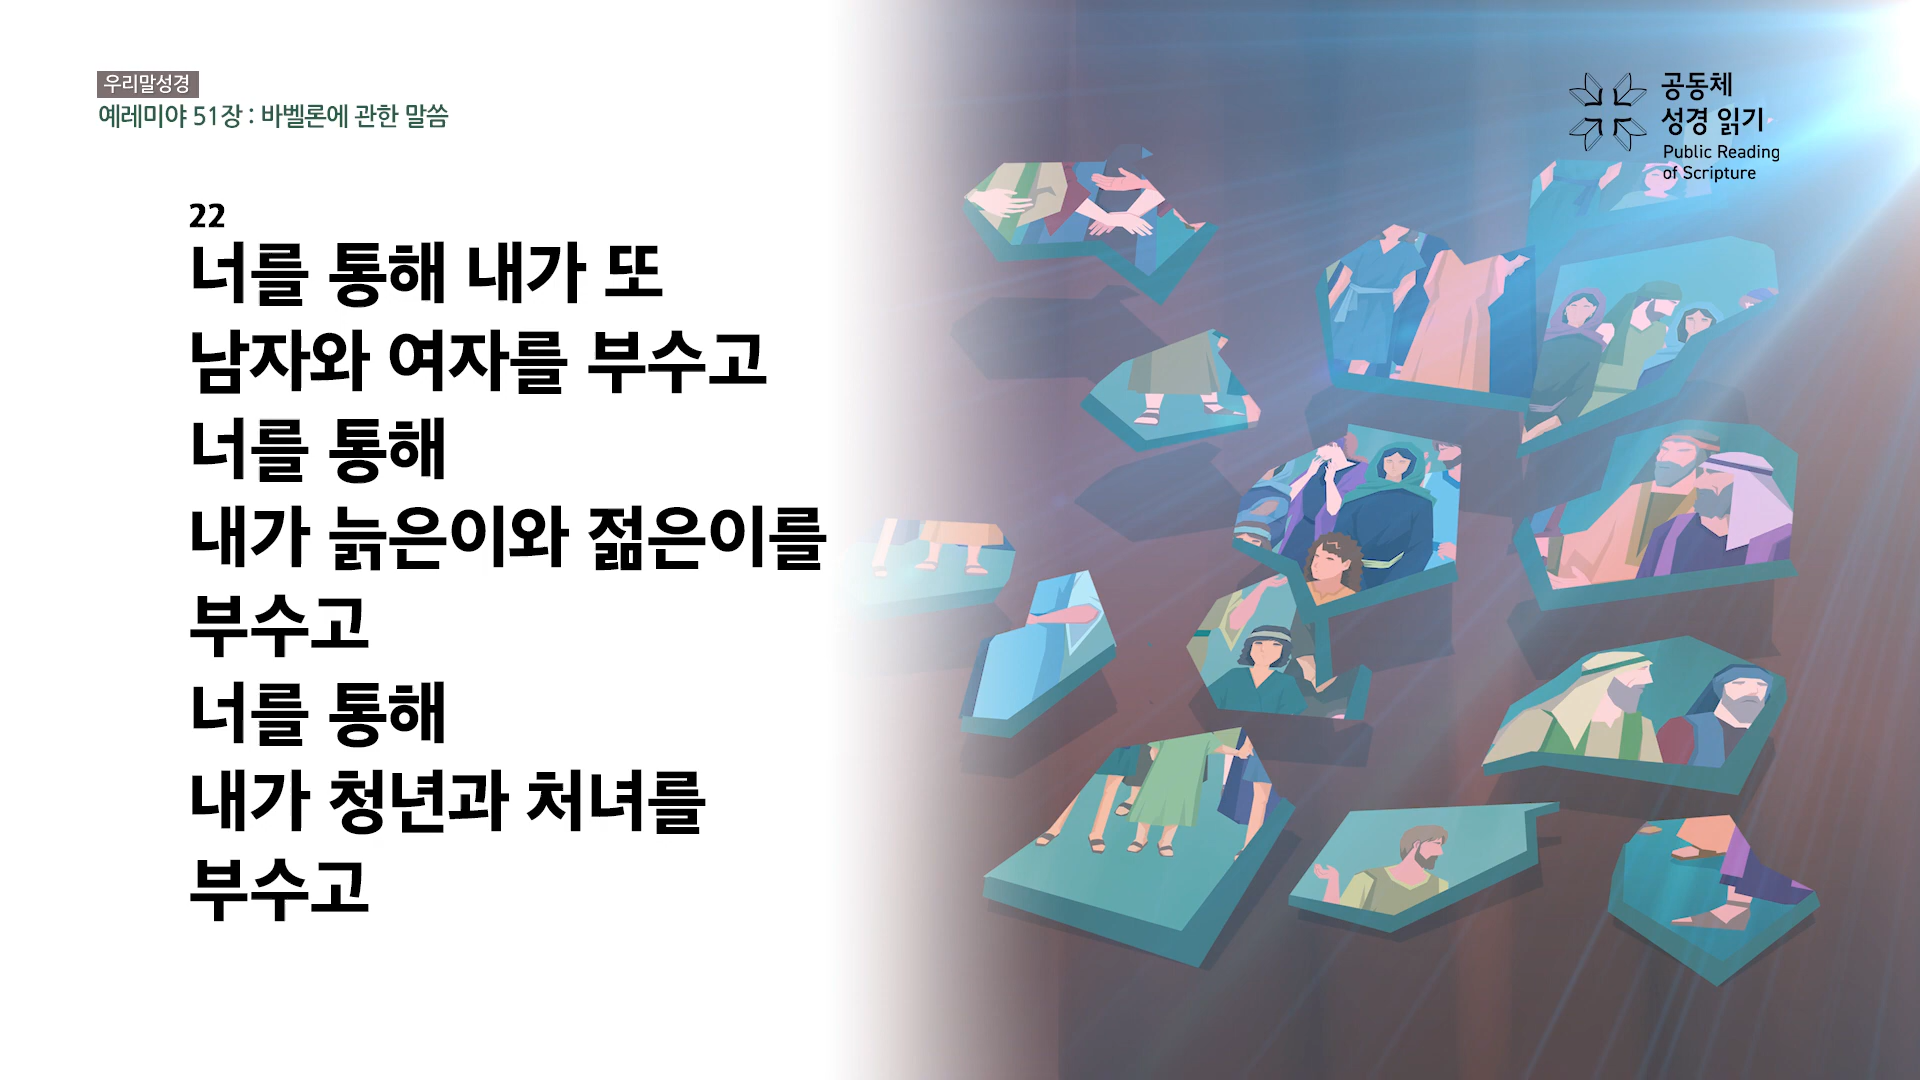 우리말성경
예레미야 51장 : 바벨론에 관한 말씀
22
너를 통해 내가 또
남자와 여자를 부수고
너를 통해
내가 늙은이와 젊은이를
부수고
너를 통해
내가 청년과 처녀를
부수고
공동체
성경 읽기
Public Reading
of Scripture